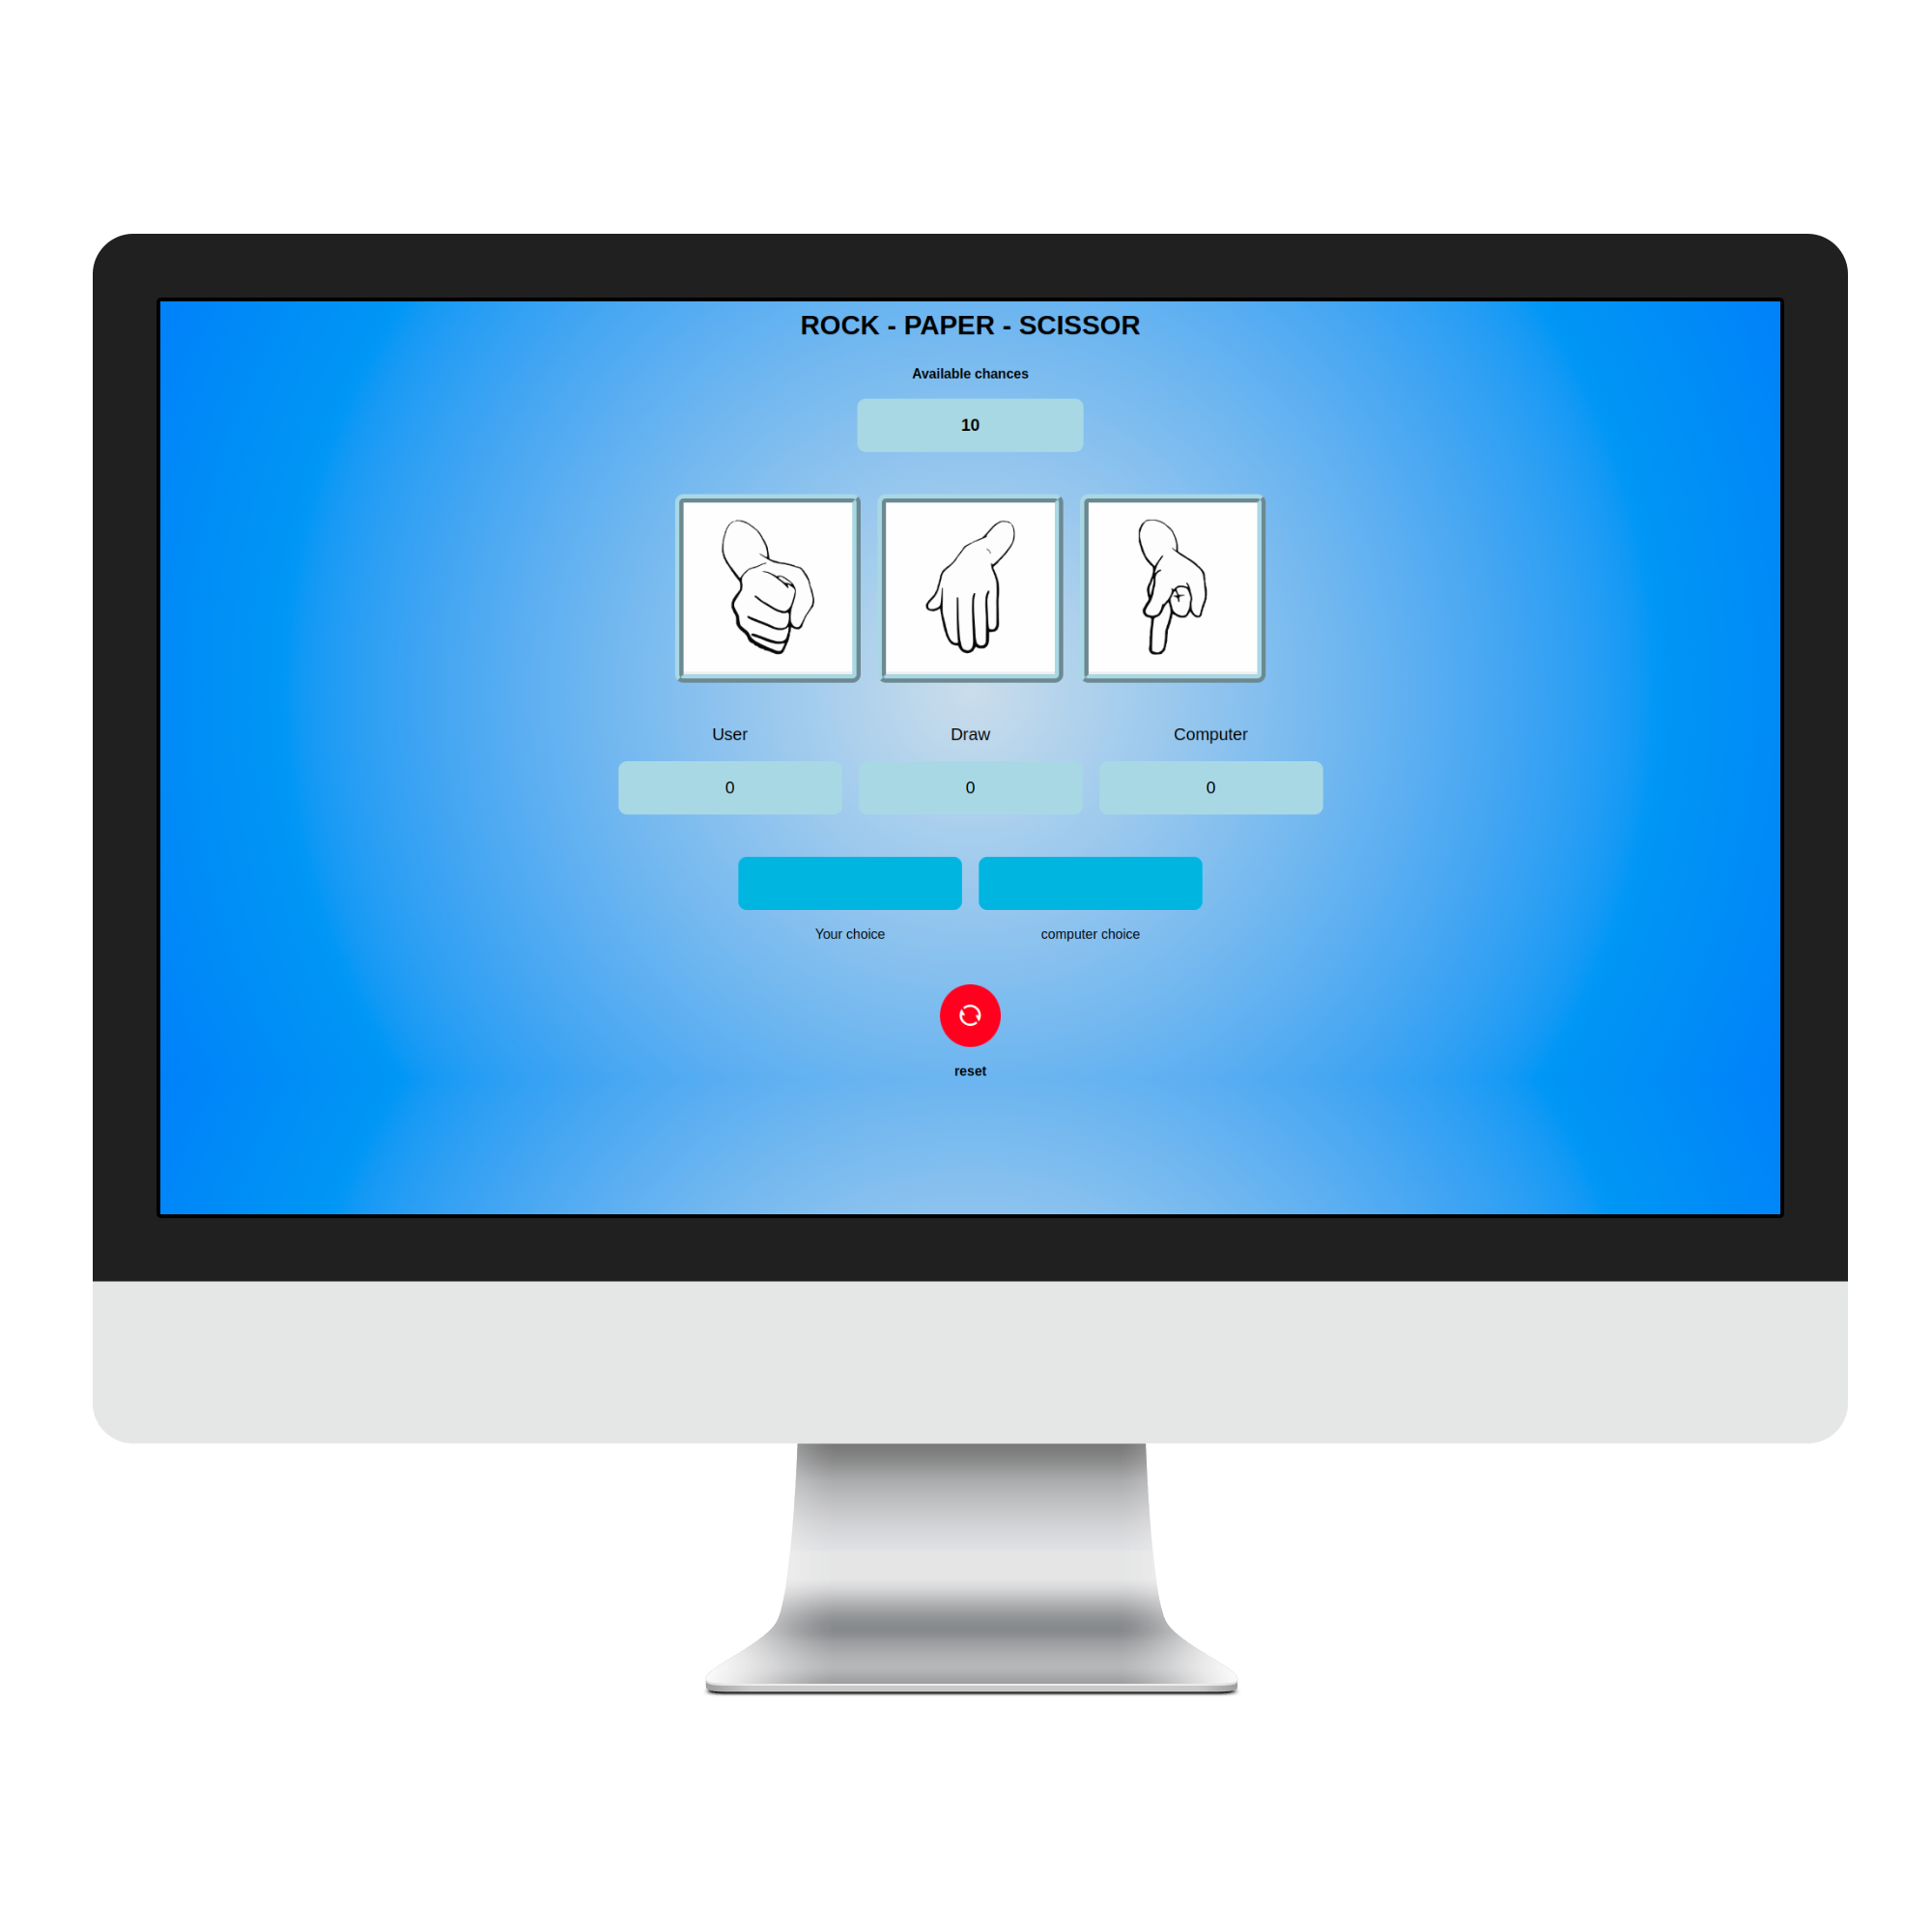 ROCK - PAPER - SCISSOR
Available chances
10
User Draw Computer
0 0 0
Your choice computer choice
reset